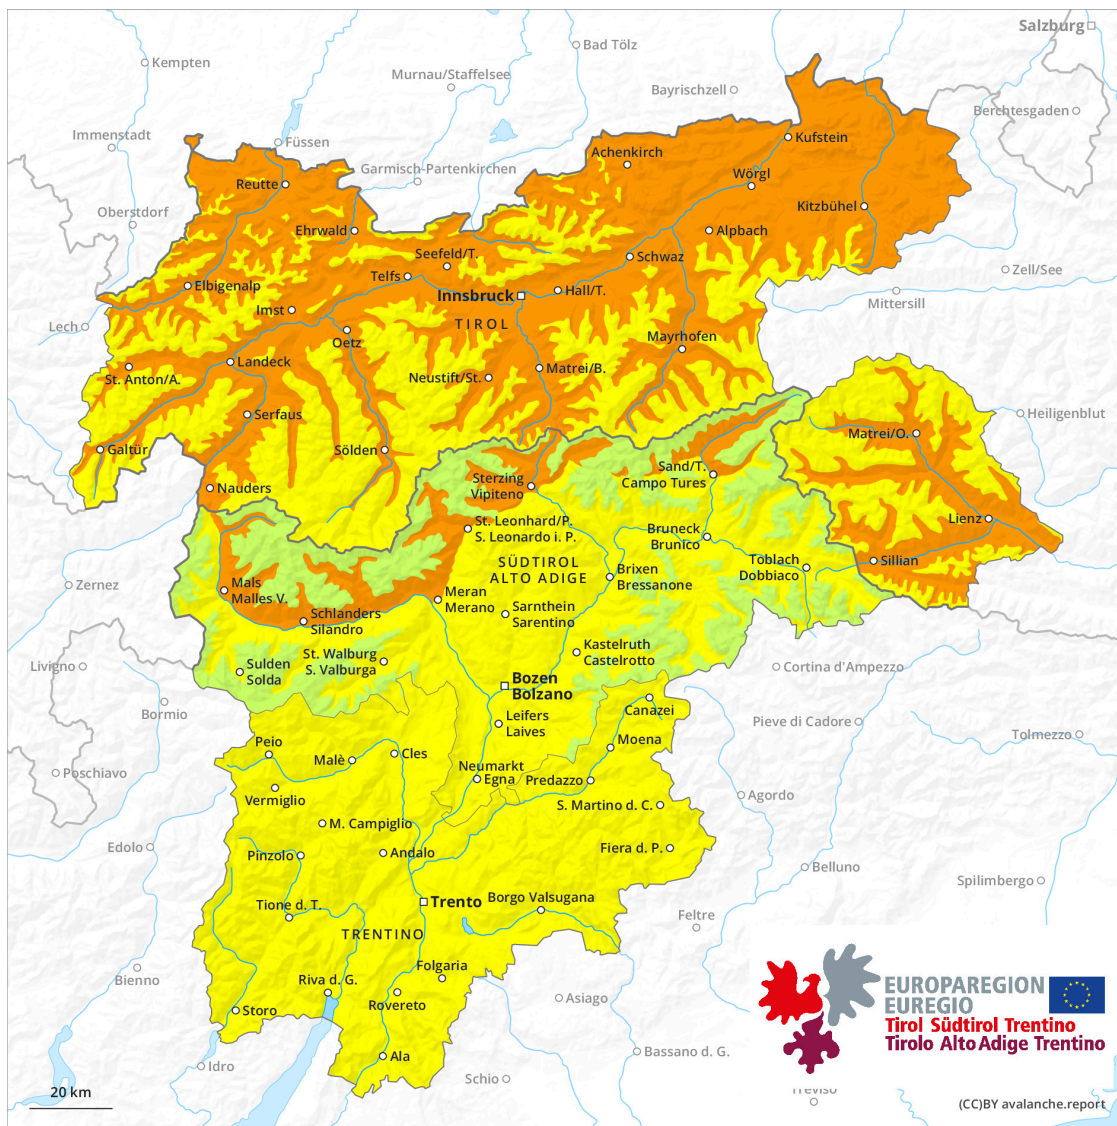 Salzburg
Bad Tölz
Kempten
Murnau/Staffelsee
Bayrischzell
Berchtesgaden
Immenstadt
Füssen
Kufstein
Achenkirch
Garmisch-Partenkirchen
Wörgl
Reutte
Kitzbühel
Oberstdorf
Ehrwald
Alpbach
Seefeld/T.
Schwaz
Telfs
Zell/See
Elbigenalp
Innsbruck
Hall/T.
Mittersill
Imst
TIROL
Lech
Oetz
Mayrhofen
Landeck
Matrei/B.
St. Anton/A.
Neustift/St.
Serfaus
Heiligenblut
Matrei/O.
Galtür
Sölden
Sterzing
Vipiteno
Sand/T.
Campo Tures
Nauders
St. Leonhard/P.
S. Leonardo i. P.
Lienz
Bruneck
Brunico
SÜDTIROL
ALTO ADIGE
Toblach
Dobbiaco
Sillian
Brixen
Bressanone
Zernez
Mals
Malles V.
Meran
Merano
Sarnthein
Sarentino
Schlanders
Silandro
Kastelruth
Castelrotto
St. Walburg
S. Valburga
Livigno
Sulden
Solda
Cortina d'Ampezzo
Bozen
Bolzano
Bormio
Canazei
Leifers
Laives
Pieve di Cadore
Tolmezzo
Peio
Moena
Malè
Cles
Poschiavo
Neumarkt
Egna
Predazzo
Vermiglio
Agordo
S. Martino d. C.
M. Campiglio
Edolo
Pinzolo
Andalo
Fiera d. P.
Belluno
Spilimbergo
Tione d. T.
Trento
Borgo Valsugana
Feltre
TRENTINO
Folgaria
Bienno
Riva d. G.
Rovereto
Asiago
Storo
EUROPAREGION
EUREGIO
Tirol Südtirol Trentino
Tirolo Alto Adige Trentino
Ala
Bassano d. G.
Idro
Schio
Treviso
20 km
(CC)BY avalanche.report